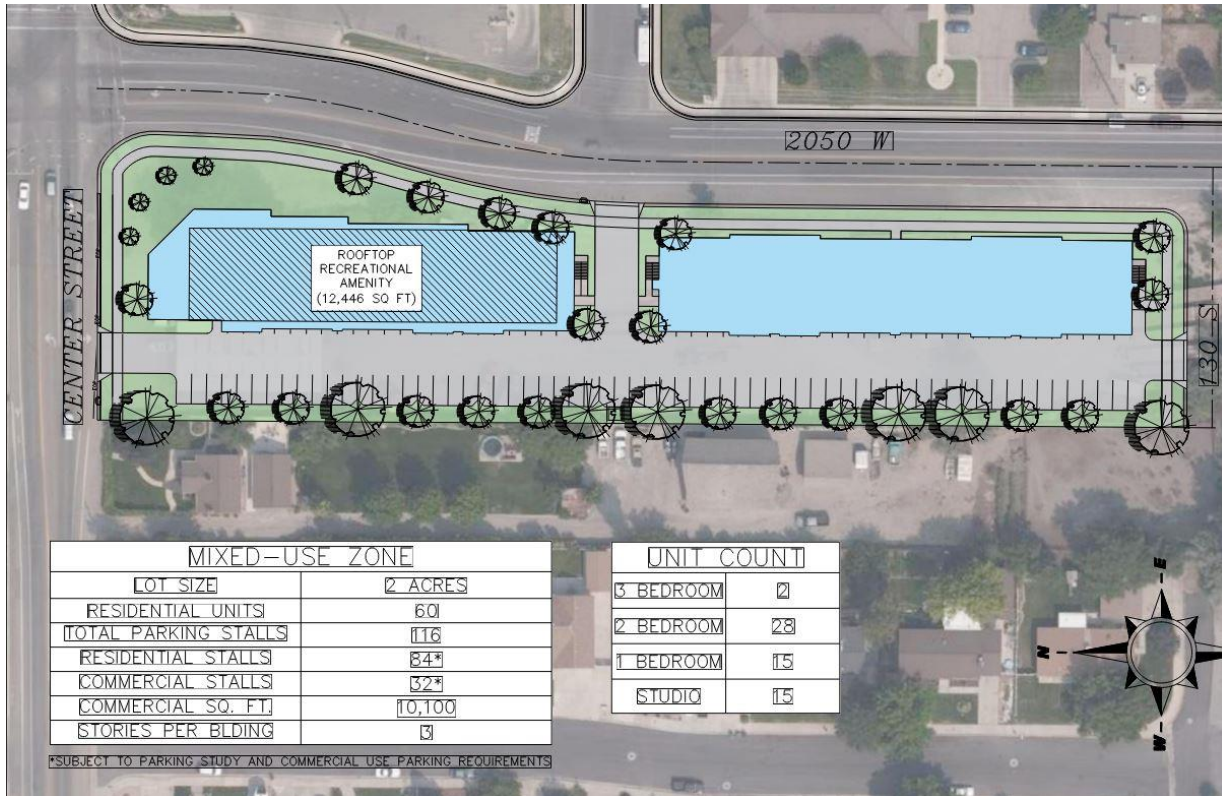 2050 W
CENTER STREET
ROOFTOP
RECREATIONAL
AMENITY
(12,446 SQ FT)
130 S
MIXED-USE ZONE
LOT SIZE 2 ACRES
RESIDENTIAL UNITS 60
TOTAL PARKING STALLS 116
RESIDENTIAL STALLS 84*
COMMERCIAL STALLS 32*
COMMERCIAL SQ. FT. 10,100
STORIES PER BLDING 3
*SUBJECT TO PARKING STUDY AND COMMERCIAL USE PARKING REQUIREMENTS
UNIT COUNT
3 BEDROOM 2
2 BEDROOM 28
1 BEDROOM 15
STUDIO 15
E
N
W